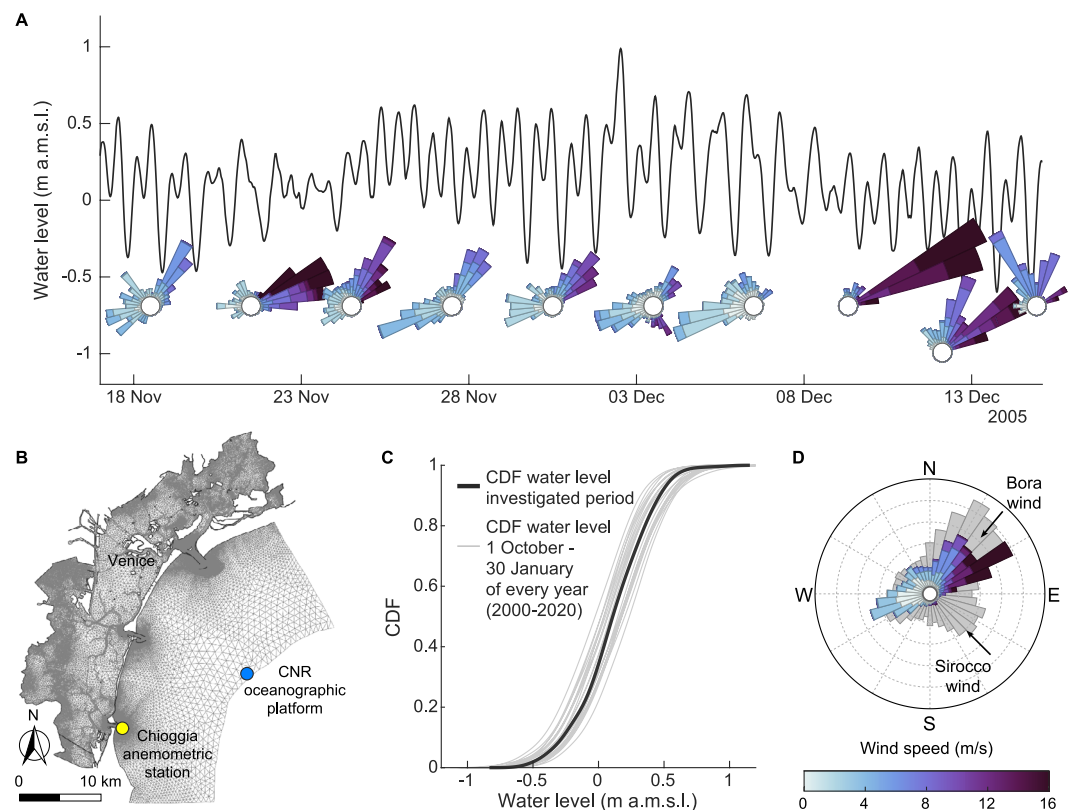 A
Water level (m a.m.s.l.)
1
0.5
0
-0.5
-1
18 Nov
23 Nov
28 Nov
03 Dec
08 Dec
13 Dec
2005
B
Venice
CNR
oceanographic
platform
Chioggia
anemometric
station
N
0
10 km
C
CDF
1
0.8
0.6
0.4
0.2
0
CDF water level
investigated period
CDF water level
1 October -
30 January
of every year
(2000-2020)
-1
-0.5
0
0.5
1
Water level (m a.m.s.l.)
D
N
Bora
wind
W
E
Sirocco
wind
S
Wind speed (m/s)
0
4
8
12
16